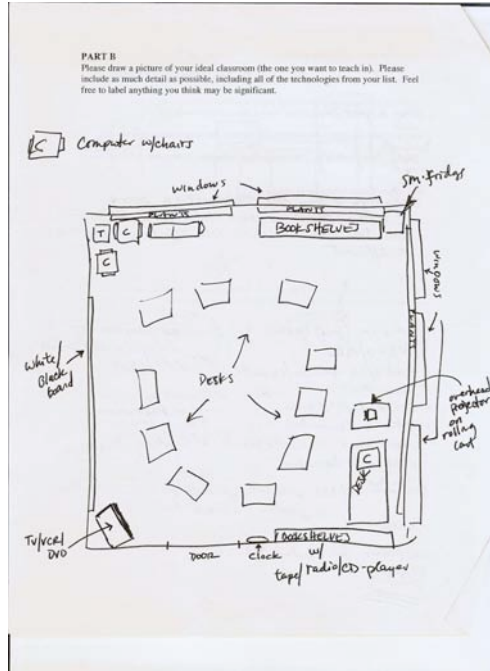 PART B
Please draw a picture of your ideal classroom (the one you want to teach in). Please
include as much detail as possible, including all of the technologies from your list. Feel
free to label anything you think may be significant.
C
Computer w/chairs
windows
sm. fridge
PLANTS
PLANTS
T
C
BOOKSHELVES
C
windows
PLANTS
White/
Black
board
Desks
overhead
projector
on
rolling
cart
C
DESK
TV/VCR/
DVD
DOOR
clock
BOOKSHELVES
w/
tape/radio/CD-player